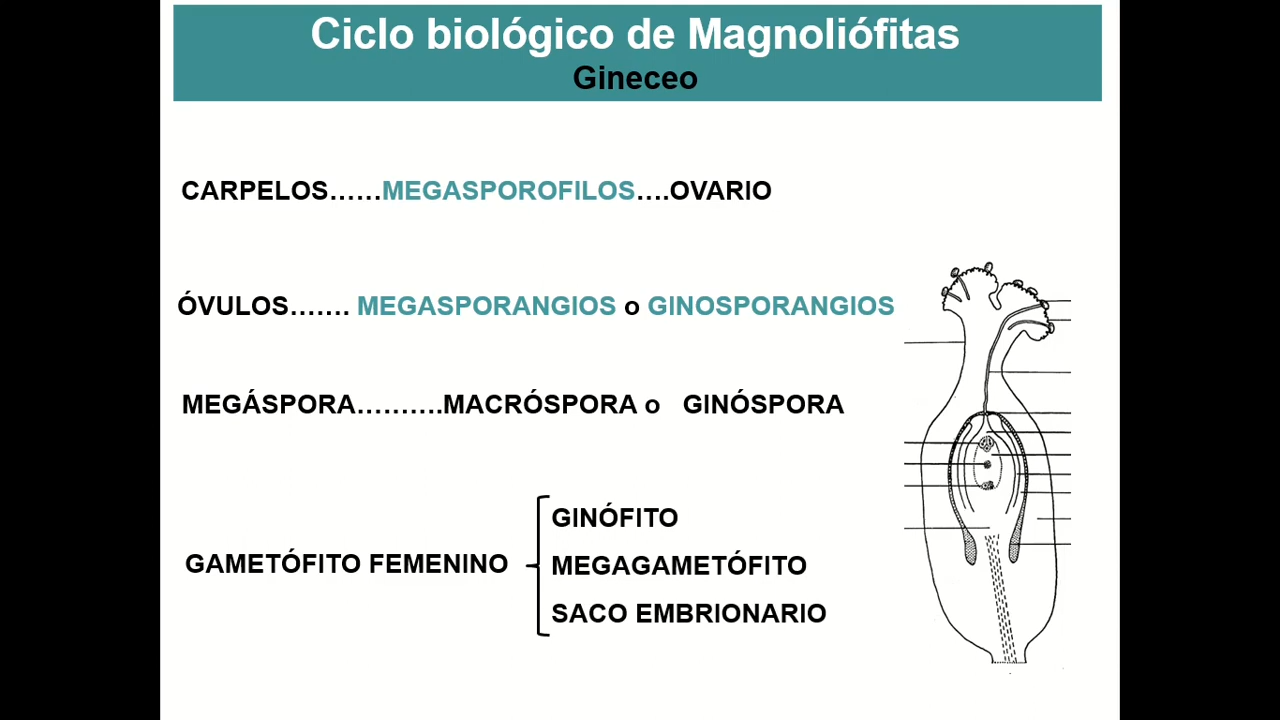 Ciclo biológico de Magnoliófitas
Gineceo
CARPELOS……MEGASPOROFILOS….OVARIO
ÓVULOS……. MEGASPORANGIOS o GINOSPORANGIOS
MEGÁSPORA……….MACRÓSPORA o GINÓSPORA
GAMETÓFITO FEMENINO
GINÓFITO
MEGAGAMETÓFITO
SACO EMBRIONARIO